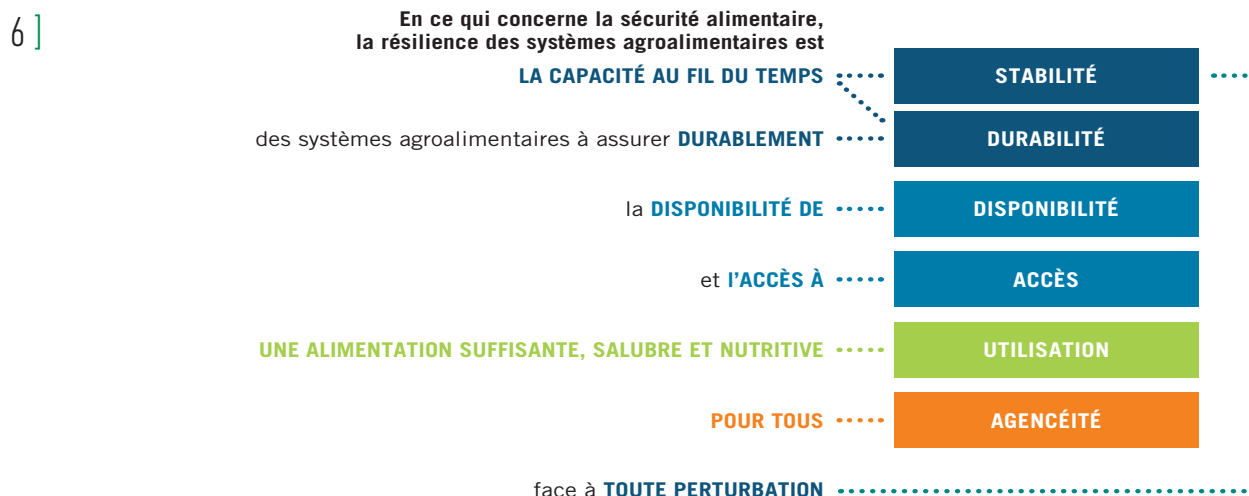 6 ]
En ce qui concerne la sécurité alimentaire,
la résilience des systèmes agroalimentaires est
LA CAPACITÉ AU FIL DU TEMPS
STABILITÉ
des systèmes agroalimentaires à assurer DURABLEMENT
DURABILITÉ
la DISPONIBILITÉ DE
DISPONIBILITÉ
et l'ACCÈS À
ACCÈS
UNE ALIMENTATION SUFFISANTE, SALUBRE ET NUTRITIVE
UTILISATION
POUR TOUS
AGENCÉITÉ
face à TOUTE PERTURBATION